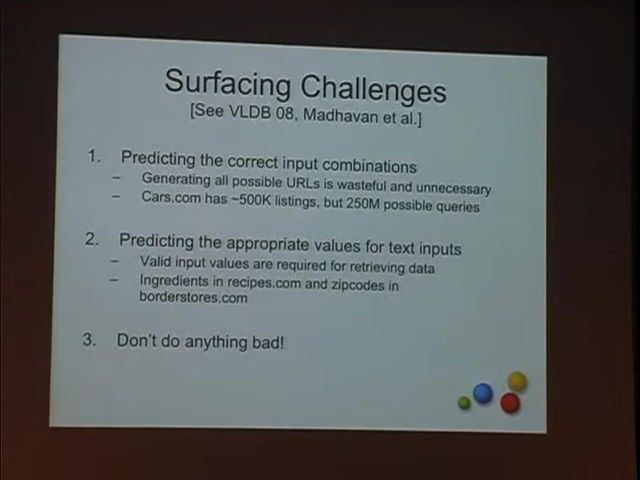 Surfacing Challenges
[See VLDB 08, Madhavan et al.]
1. Predicting the correct input combinations
– Generating all possible URLs is wasteful and unnecessary
– Cars.com has ~500K listings, but 250M possible queries
2. Predicting the appropriate values for text inputs
– Valid input values are required for retrieving data
– Ingredients in recipes.com and zipcodes in
borderstores.com
3. Don't do anything bad!